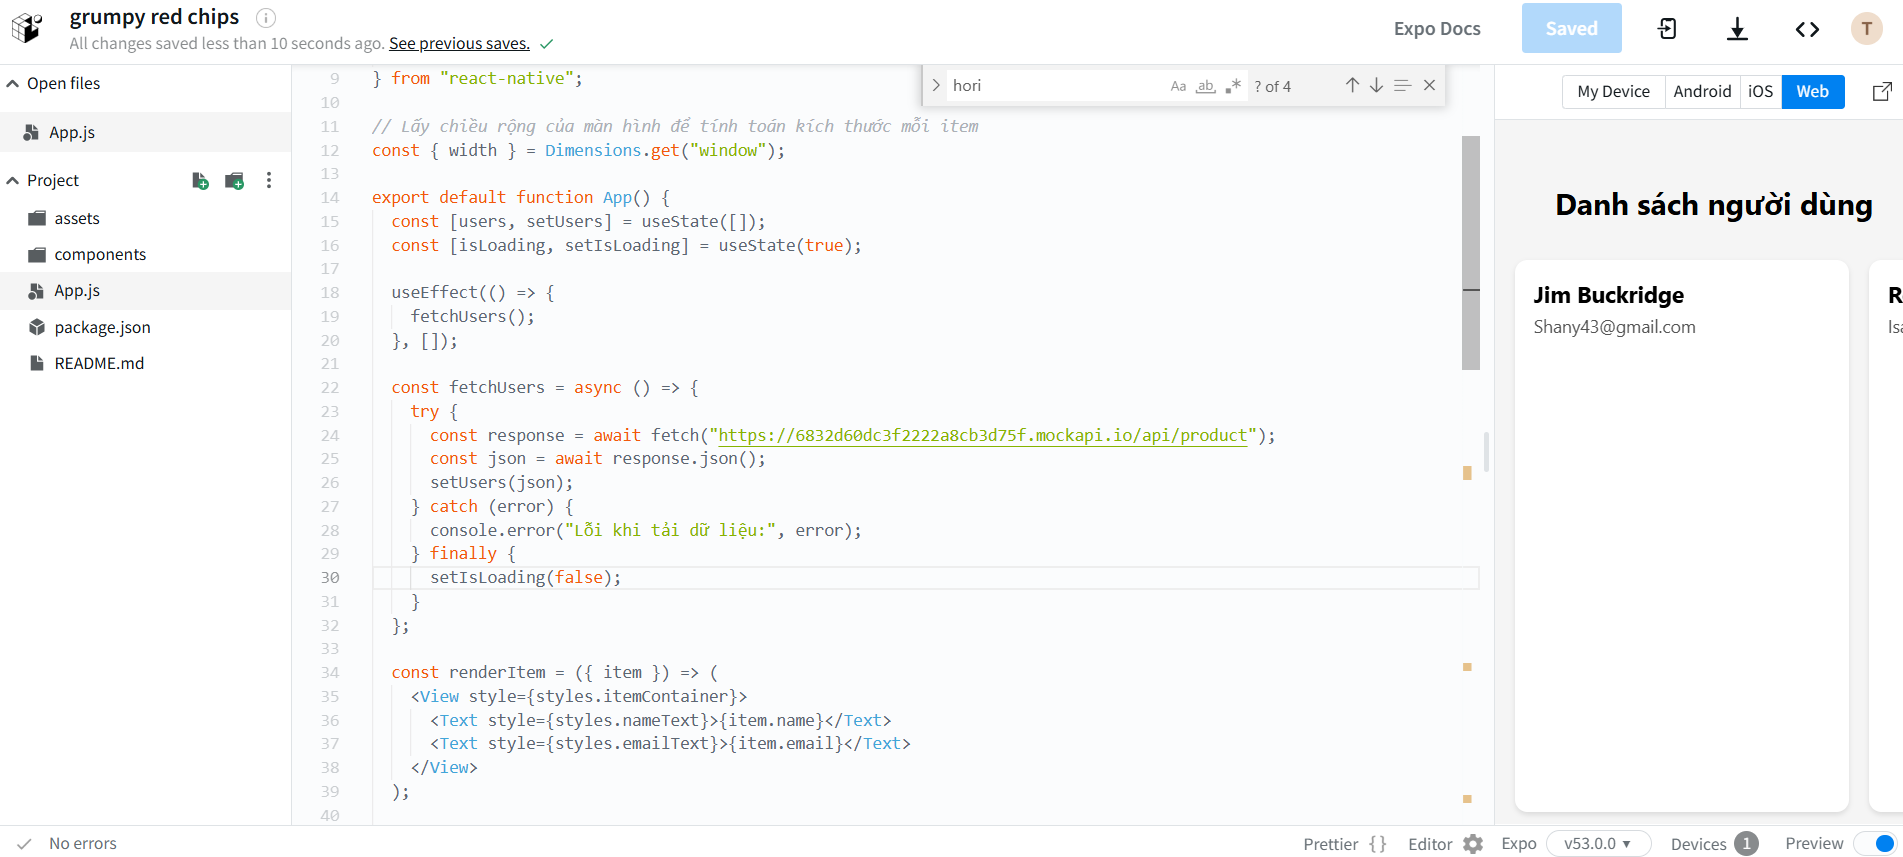 grumpy red chips
All changes saved less than 10 seconds ago. See previous saves.
Expo Docs
Saved
T
Open files
App.js
Project
assets
components
App.js
package.json
README.md
hori
Aa ab .* ? of 4
9 } from "react-native";
10
11 // Lấy chiều rộng của màn hình để tính toán kích thước mỗi item
12 const { width } = Dimensions.get("window");
13
14 export default function App() {
15 const [users, setUsers] = useState([]);
16 const [isLoading, setIsLoading] = useState(true);
17
18 useEffect(() => {
19 fetchUsers();
20 }, []);
21
22 const fetchUsers = async () => {
23 try {
24 const response = await fetch("https://6832d60dc3f2222a8cb3d75f.mockapi.io/api/product");
25 const json = await response.json();
26 setUsers(json);
27 } catch (error) {
28 console.error("Lỗi khi tải dữ liệu:", error);
29 } finally {
30 setIsLoading(false);
31 }
32 };
33
34 const renderItem = ({ item }) => (
35 <View style={styles.itemContainer}>
36 <Text style={styles.nameText}>{item.name}</Text>
37 <Text style={styles.emailText}>{item.email}</Text>
38 </View>
39 );
40
My Device Android iOS Web
Danh sách người dùng
Jim Buckridge
Shany43@gmail.com
R
Isa
No errors
Prettier {} Editor Expo v53.0.0 Devices 1 Preview